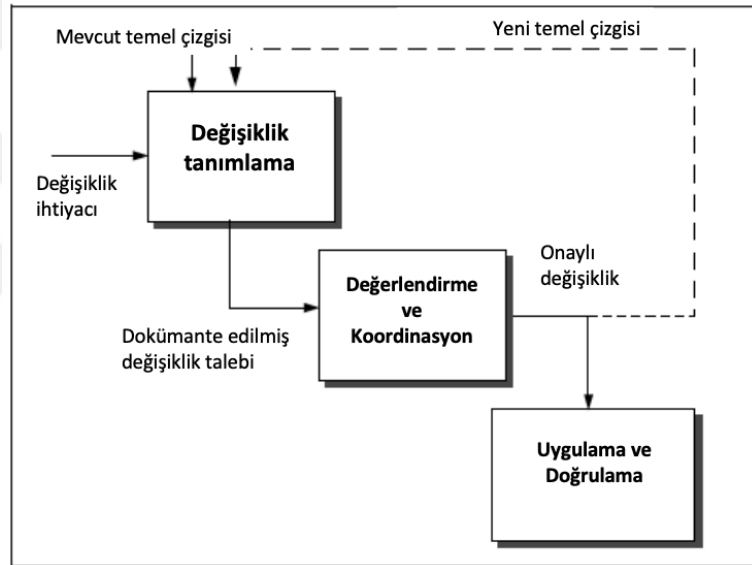 Mevcut temel çizgisi
Yeni temel çizgisi
Değişiklik
tanımlama
Değişiklik
ihtiyacı
Değerlendirme
ve
Koordinasyon
Onaylı
değişiklik
Dokümante edilmiş
değişiklik talebi
Uygulama ve
Doğrulama